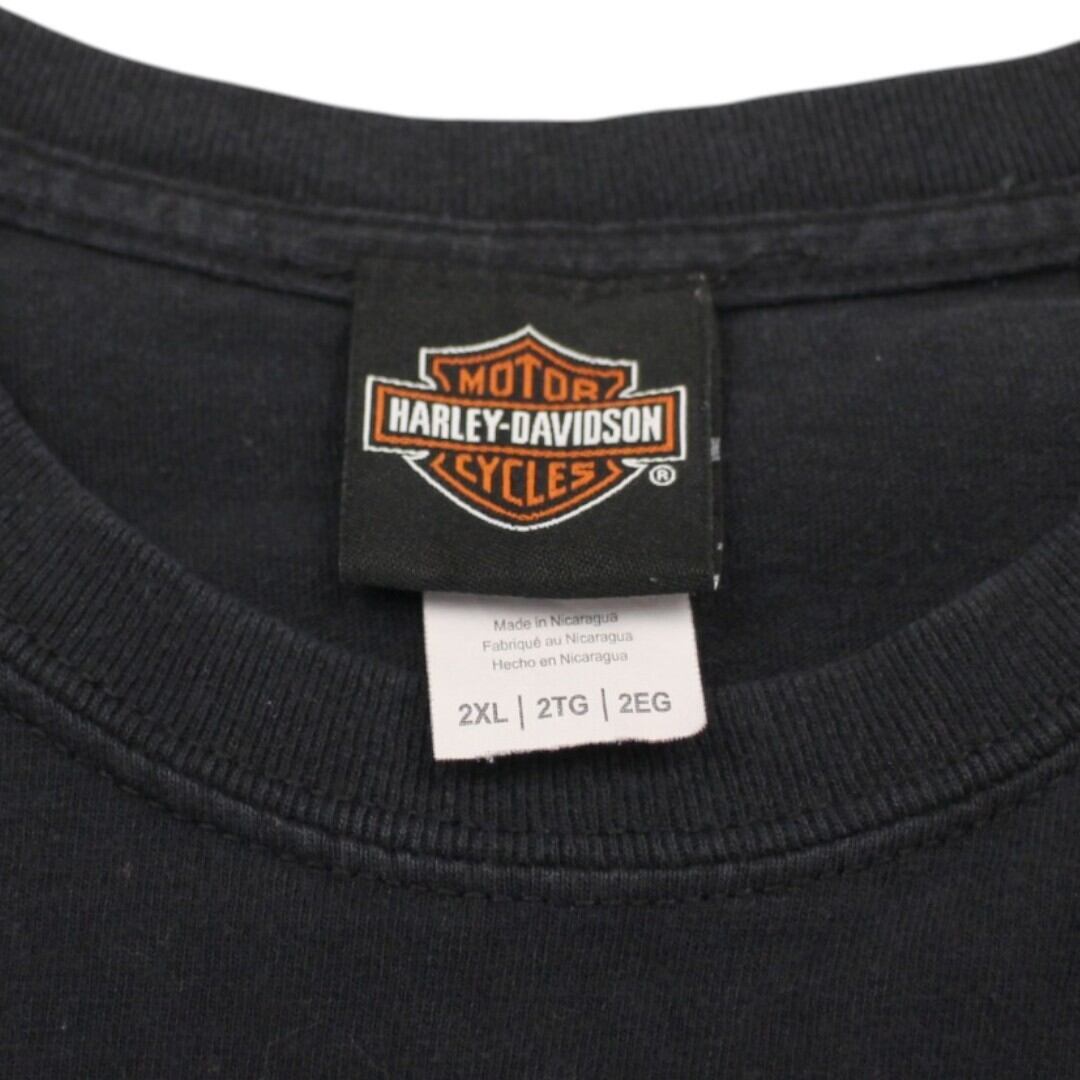 MOTOR
HARLEY-DAVIDSON
CYCLES
®
Made in Nicaragua
Fabriqué au Nicaragua
Hecho en Nicaragua
2XL | 2TG | 2EG